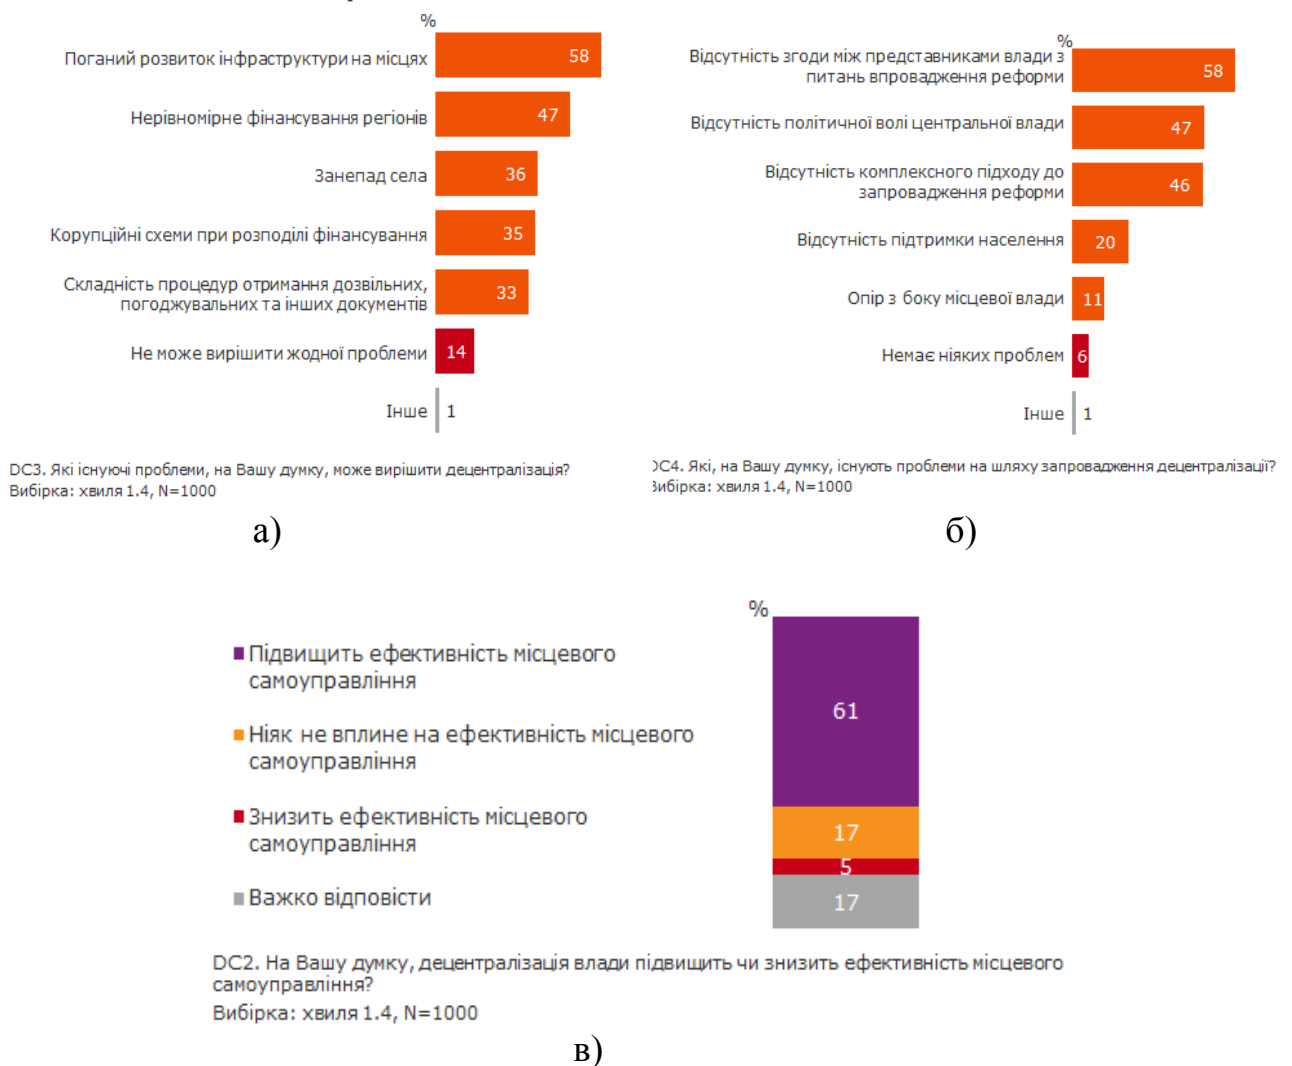 %
Поганий розвиток інфраструктури на місцях
58
Нерівномірне фінансування регіонів
47
Занепад села
36
Корупційні схеми при розподілі фінансування
35
Складність процедур отримання дозвільних,
погоджувальних та інших документів
33
Не може вирішити жодної проблеми
14
Інше
1
DC3. Які існуючі проблеми, на Вашу думку, може вирішити децентралізація?
Вибірка: хвиля 1.4, N=1000
а)
%
Відсутність згоди між представниками влади з
питань впровадження реформи
58
Відсутність політичної волі центральної влади
47
Відсутність комплексного підходу до
запровадження реформи
46
Відсутність підтримки населення
20
Опір з боку місцевої влади
11
Немає ніяких проблем
6
Інше
1
DC4. Які, на Вашу думку, існують проблеми на шляху запровадження децентралізації?
Вибірка: хвиля 1.4, N=1000
б)
%
Підвищить ефективність місцевого
самоуправління
61
Ніяк не вплине на ефективність місцевого
самоуправління
17
Знизить ефективність місцевого
самоуправління
5
Важко відповісти
17
DC2. На Вашу думку, децентралізація влади підвищить чи знизить ефективність місцевого
самоуправління?
Вибірка: хвиля 1.4, N=1000
в)